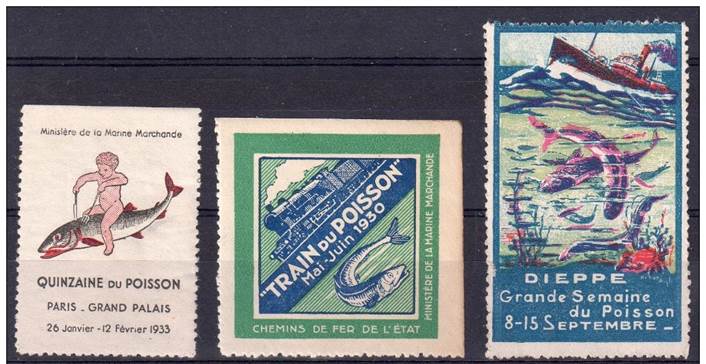 Ministère de la Marine Marchande
QUINZAINE DU POISSON
PARIS - GRAND PALAIS
26 Janvier - 12 Février 1933
"TRAIN DU POISSON"
Mai-Juin 1930
MINISTÈRE DE LA MARINE MARCHANDE
CHEMINS DE FER DE L'ÉTAT
DIEPPE
Grande Semaine
du Poisson
8-15 SEPTEMBRE -